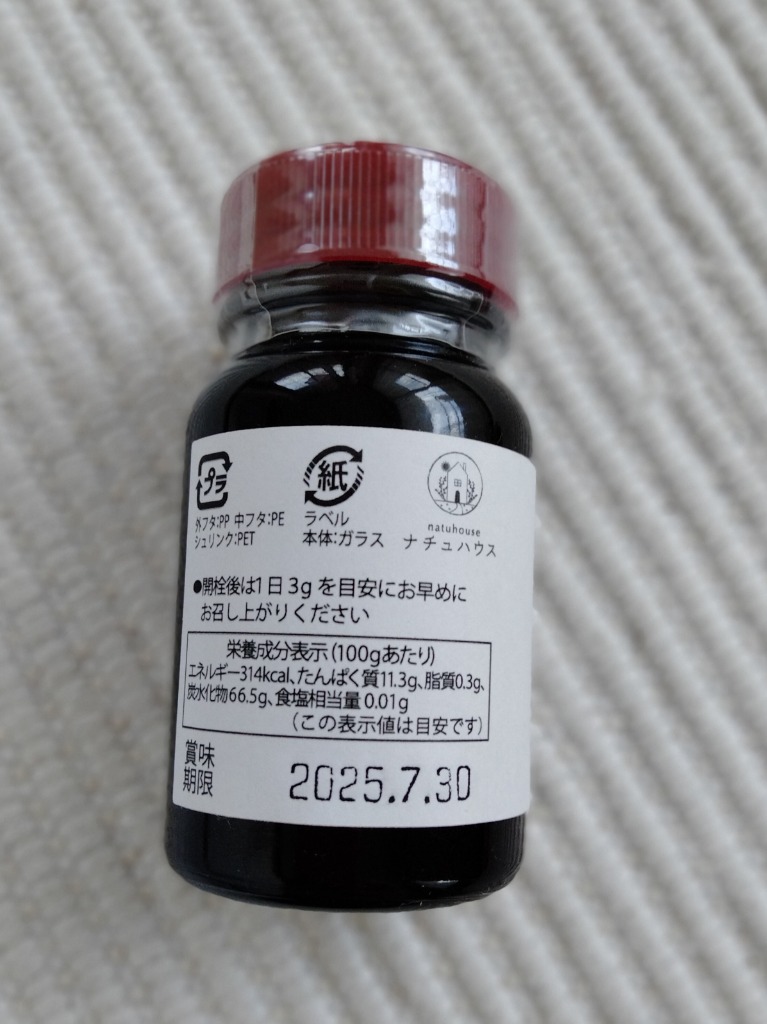 プラ
外フタ:PP 中フタ:PE
シュリンク:PET
紙
ラベル
本体:ガラス
natuhouse
ナチュハウス
●開栓後は1日3gを目安にお早めに
お召し上がりください
栄養成分表示(100gあたり)
エネルギー314kcal、たんぱく質11.3g、脂質0.3g、
炭水化物66.5g、食塩相当量0.01g
(この表示値は目安です)
賞味
期限
2025.7.30